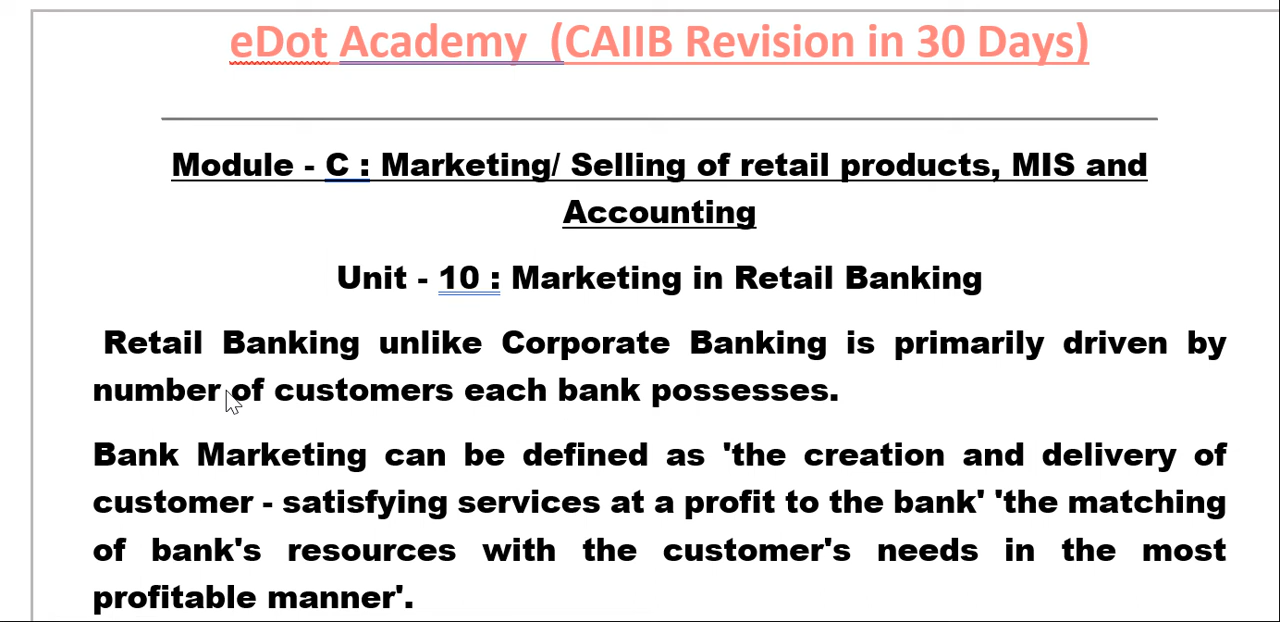 eDot Academy (CAIIB Revision in 30 Days)
Module - C : Marketing/ Selling of retail products, MIS and
Accounting
Unit - 10 : Marketing in Retail Banking
Retail Banking unlike Corporate Banking is primarily driven by
number of customers each bank possesses.
Bank Marketing can be defined as 'the creation and delivery of
customer - satisfying services at a profit to the bank' 'the matching
of bank's resources with the customer's needs in the most
profitable manner'.